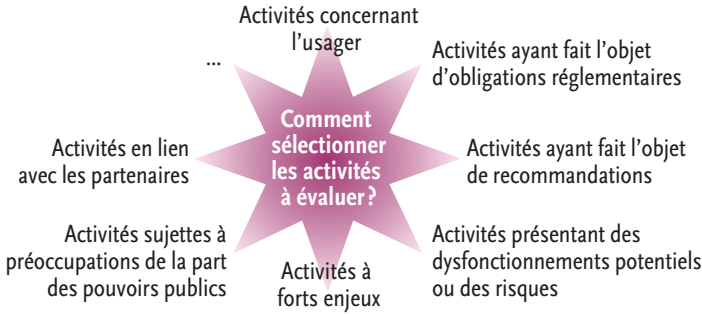 Activités concernant
l'usager
Activités ayant fait l'objet
d'obligations réglementaires
Activités ayant fait l'objet
de recommandations
Activités présentant des
dysfonctionnements potentiels
ou des risques
Activités à
forts enjeux
Activités sujettes à
préoccupations de la part
des pouvoirs publics
Activités en lien
avec les partenaires
...
Comment
sélectionner
les activités
à évaluer ?